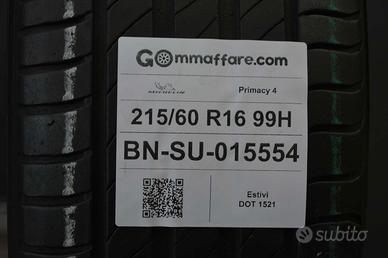 GOmmaffare.com
MICHELIN
Primacy 4
215/60 R16 99H
BN-SU-015554
Estivi
DOT 1521
subito